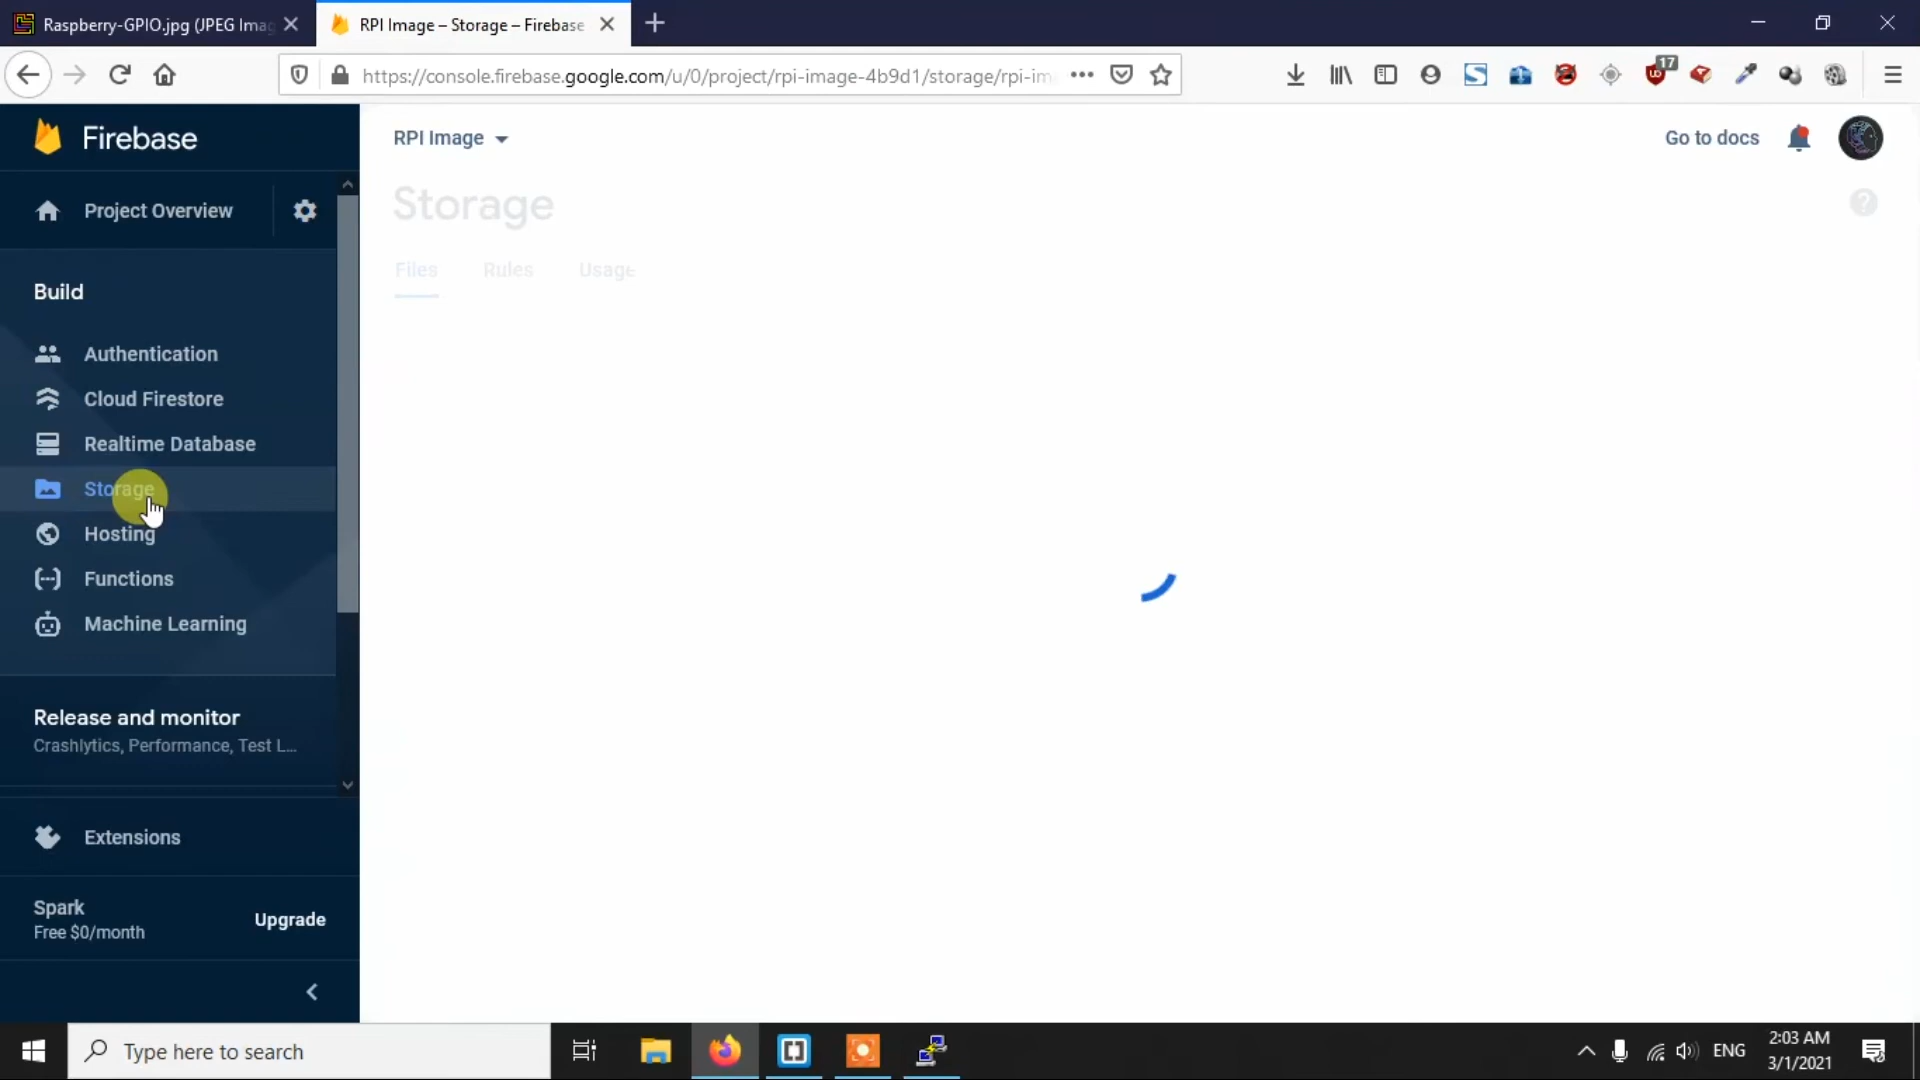 Raspberry-GPIO.jpg (JPEG Imag
RPI Image – Storage – Firebase
https://console.firebase.google.com/u/0/project/rpi-image-4b9d1/storage/rpi-im
17
Firebase
RPI Image
Go to docs
Project Overview
Storage
Files
Rules
Usage
Build
Authentication
Cloud Firestore
Realtime Database
Storage
Hosting
Functions
Machine Learning
Release and monitor
Crashlytics, Performance, Test L...
Extensions
Spark
Free $0/month
Upgrade
Type here to search
ENG
2:03 AM
3/1/2021